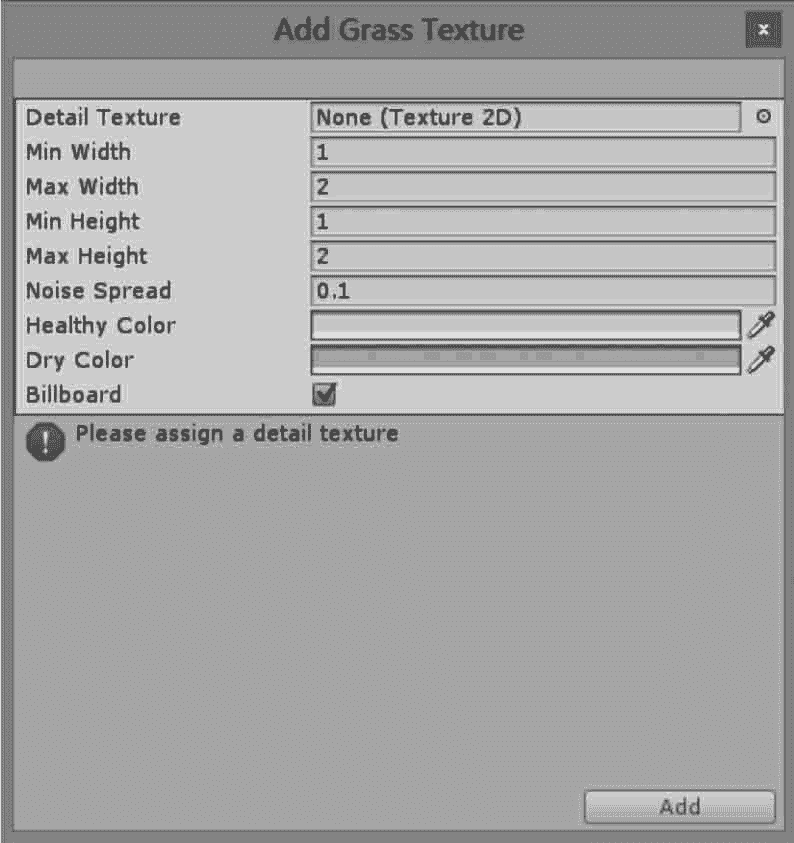 Add Grass Texture
Detail Texture None (Texture 2D)
Min Width 1
Max Width 2
Min Height 1
Max Height 2
Noise Spread 0.1
Healthy Color
Dry Color
Billboard
Please assign a detail texture
Add